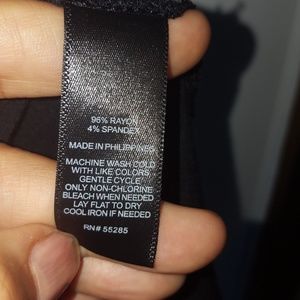 96% RAYON
4% SPANDEX
MADE IN PHILIPPINES
MACHINE WASH COLD
WITH LIKE COLORS
GENTLE CYCLE
ONLY NON-CHLORINE
BLEACH WHEN NEEDED
LAY FLAT TO DRY
COOL IRON IF NEEDED
RN# 55285